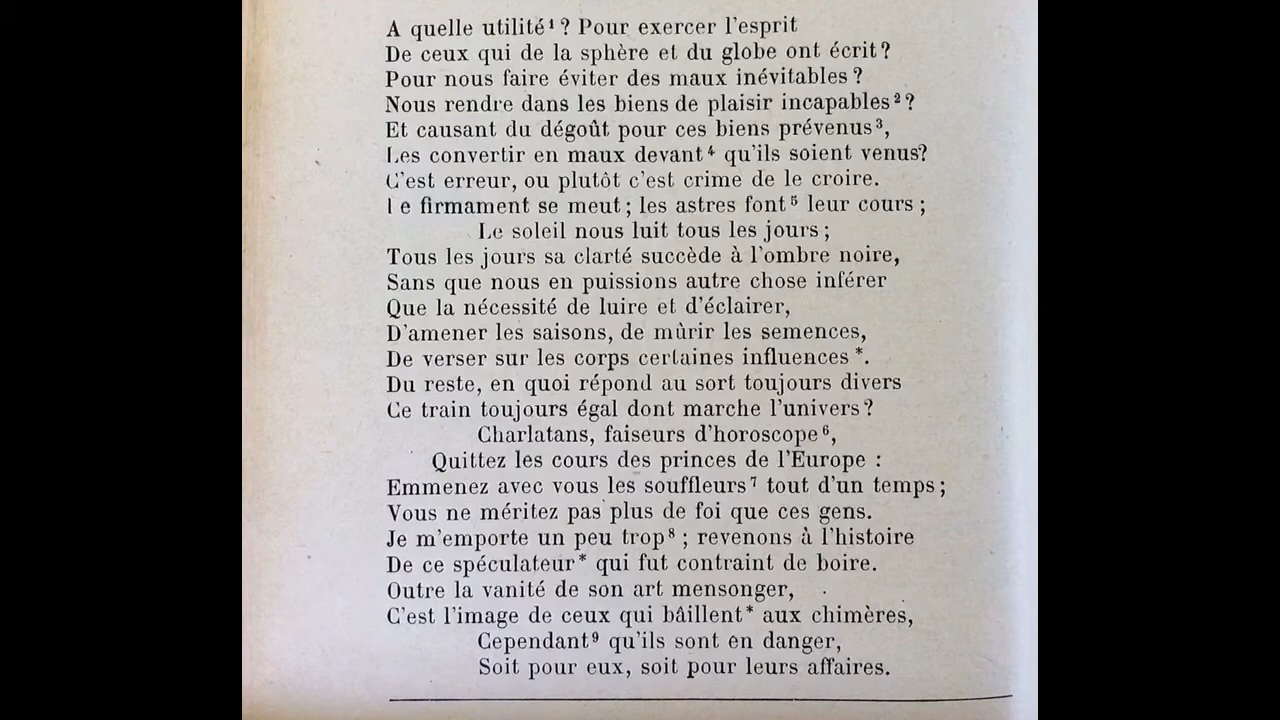 A quelle utilité¹? Pour exercer l'esprit
De ceux qui de la sphère et du globe ont écrit?
Pour nous faire éviter des maux inévitables?
Nous rendre dans les biens de plaisir incapables²?
Et causant du dégoût pour ces biens prévenus³,
Les convertir en maux devant⁴ qu'ils soient venus?
C'est erreur, ou plutôt c'est crime de le croire.
Le firmament se meut; les astres font⁵ leur cours;
Le soleil nous luit tous les jours;
Tous les jours sa clarté succède à l'ombre noire,
Sans que nous en puissions autre chose inférer
Que la nécessité de luire et d'éclairer,
D'amener les saisons, de mûrir les semences,
De verser sur les corps certaines influences*.
Du reste, en quoi répond au sort toujours divers
Ce train toujours égal dont marche l'univers?
Charlatans, faiseurs d'horoscope⁶,
Quittez les cours des princes de l'Europe :
Emmenez avec vous les souffleurs⁷ tout d'un temps;
Vous ne méritez pas plus de foi que ces gens.
Je m'emporte un peu trop⁸; revenons à l'histoire
De ce spéculateur* qui fut contraint de boire.
Outre la vanité de son art mensonger,
C'est l'image de ceux qui bâillent* aux chimères,
Cependant⁹ qu'ils sont en danger,
Soit pour eux, soit pour leurs affaires.